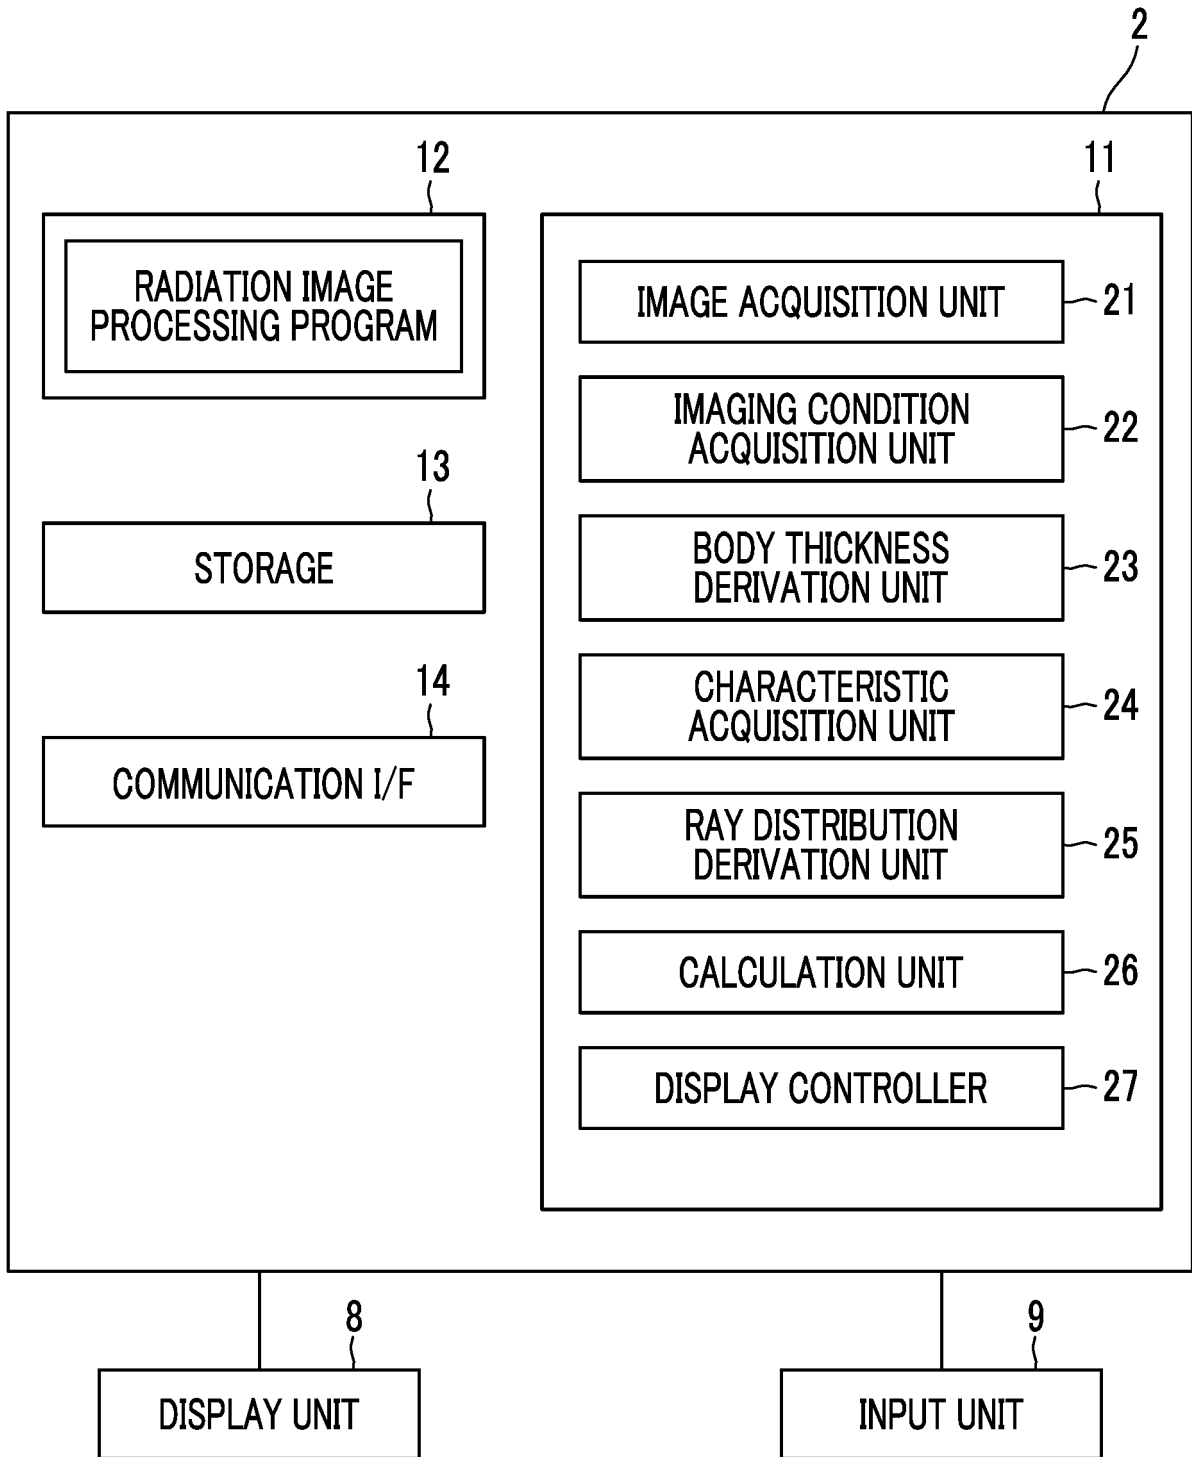 2
12
RADIATION IMAGE
PROCESSING PROGRAM
13
STORAGE
14
COMMUNICATION I/F
11
IMAGE ACQUISITION UNIT
21
IMAGING CONDITION
ACQUISITION UNIT
22
BODY THICKNESS
DERIVATION UNIT
23
CHARACTERISTIC
ACQUISITION UNIT
24
RAY DISTRIBUTION
DERIVATION UNIT
25
CALCULATION UNIT
26
DISPLAY CONTROLLER
27
8
DISPLAY UNIT
9
INPUT UNIT